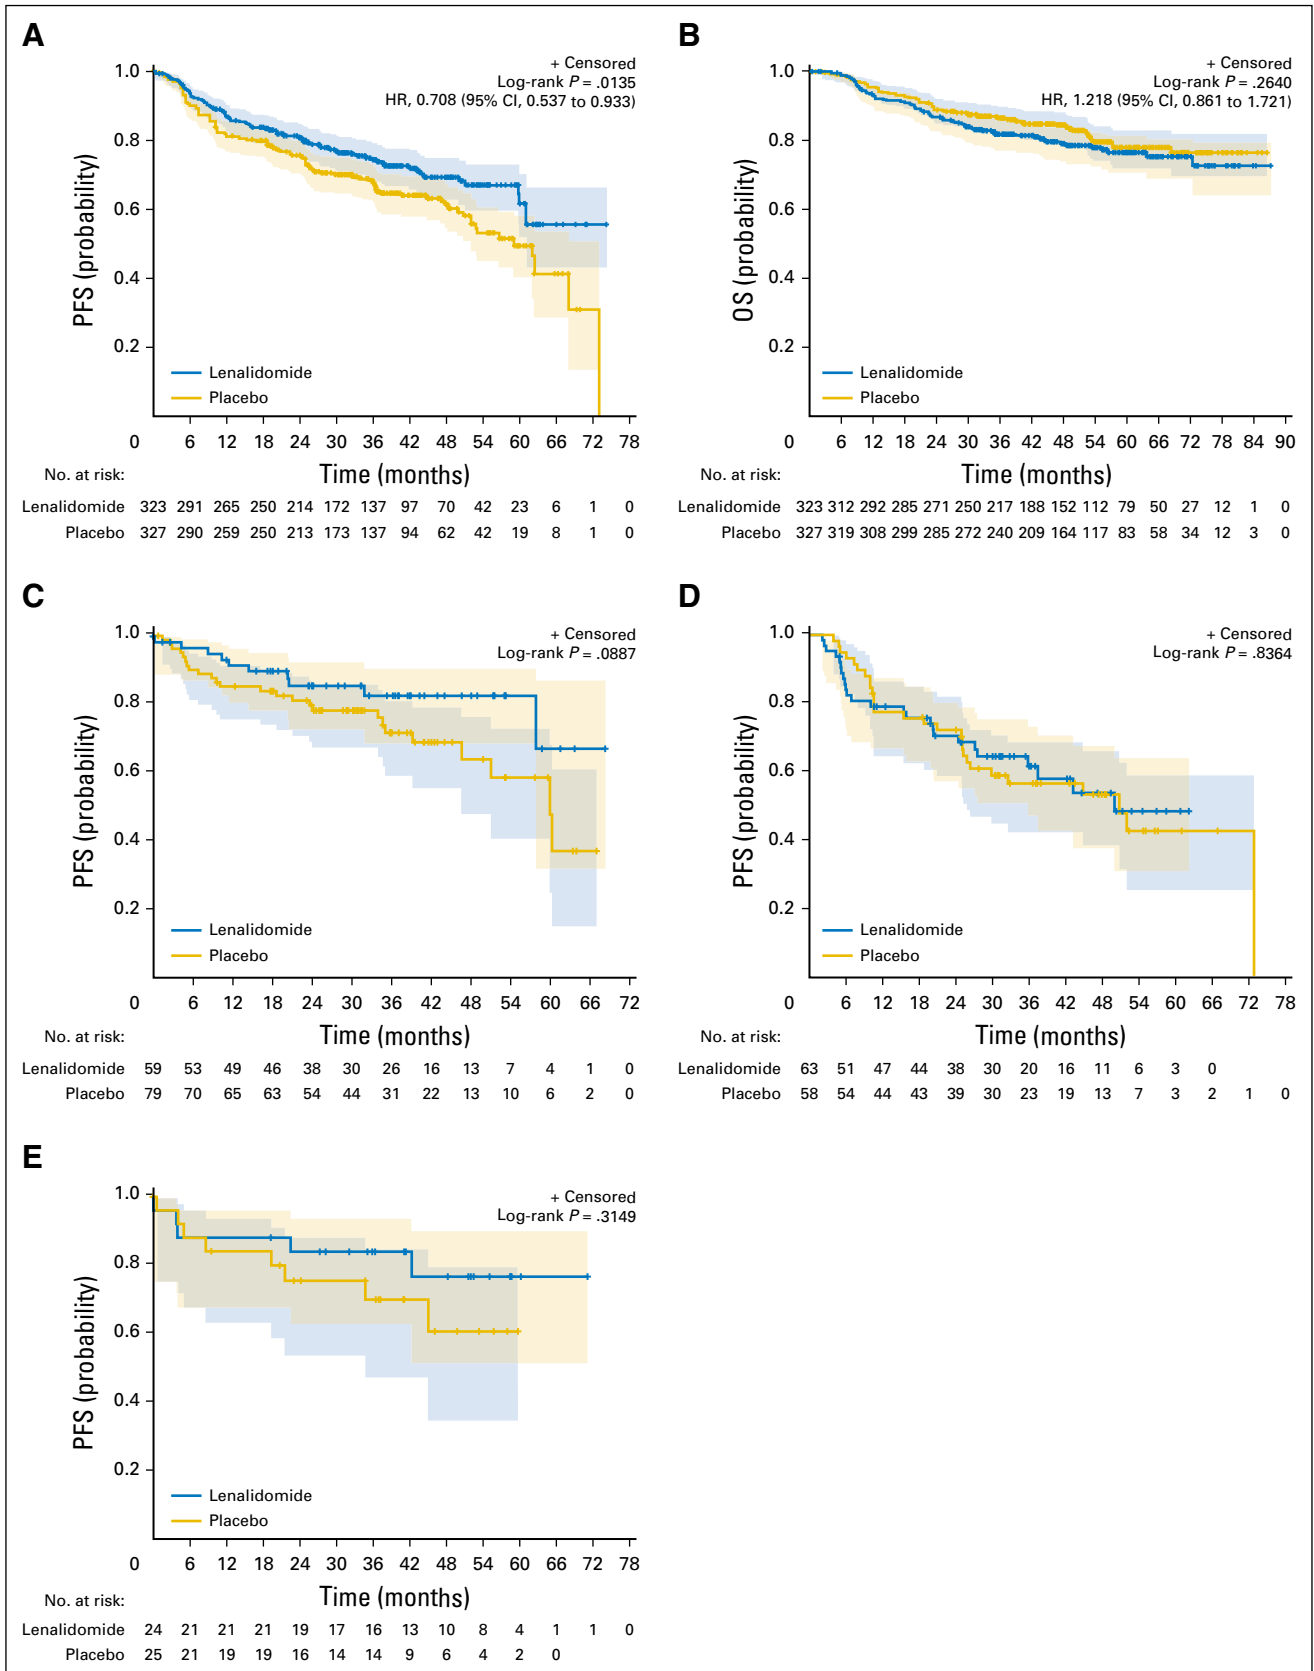 A
+ Censored
Log-rank P = .0135
HR, 0.708 (95% CI, 0.537 to 0.933)
PFS (probability)
1.0
0.8
0.6
0.4
0.2
Lenalidomide
Placebo
0 6 12 18 24 30 36 42 48 54 60 66 72 78
Time (months)
No. at risk:
Lenalidomide 323 291 265 250 214 172 137 97 70 42 23 6 1 0
Placebo 327 290 259 250 213 173 137 94 62 42 19 8 1 0
B
+ Censored
Log-rank P = .2640
HR, 1.218 (95% CI, 0.861 to 1.721)
OS (probability)
1.0
0.8
0.6
0.4
0.2
Lenalidomide
Placebo
0 6 12 18 24 30 36 42 48 54 60 66 72 78 84 90
Time (months)
No. at risk:
Lenalidomide 323 312 292 285 271 250 217 188 152 112 79 50 27 12 1 0
Placebo 327 319 308 299 285 272 240 209 164 117 83 58 34 12 3 0
C
+ Censored
Log-rank P = .0887
PFS (probability)
1.0
0.8
0.6
0.4
0.2
Lenalidomide
Placebo
0 6 12 18 24 30 36 42 48 54 60 66 72
Time (months)
No. at risk:
Lenalidomide 59 53 49 46 38 30 26 16 13 7 4 1 0
Placebo 79 70 65 63 54 44 31 22 13 10 6 2 0
D
+ Censored
Log-rank P = .8364
PFS (probability)
1.0
0.8
0.6
0.4
0.2
Lenalidomide
Placebo
0 6 12 18 24 30 36 42 48 54 60 66 72 78
Time (months)
No. at risk:
Lenalidomide 63 51 47 44 38 30 20 16 11 6 3 0
Placebo 58 54 44 43 39 30 23 19 13 7 3 2 1 0
E
+ Censored
Log-rank P = .3149
PFS (probability)
1.0
0.8
0.6
0.4
0.2
Lenalidomide
Placebo
0 6 12 18 24 30 36 42 48 54 60 66 72 78
Time (months)
No. at risk:
Lenalidomide 24 21 21 21 19 17 16 13 10 8 4 1 1 0
Placebo 25 21 19 19 16 14 14 9 6 4 2 0